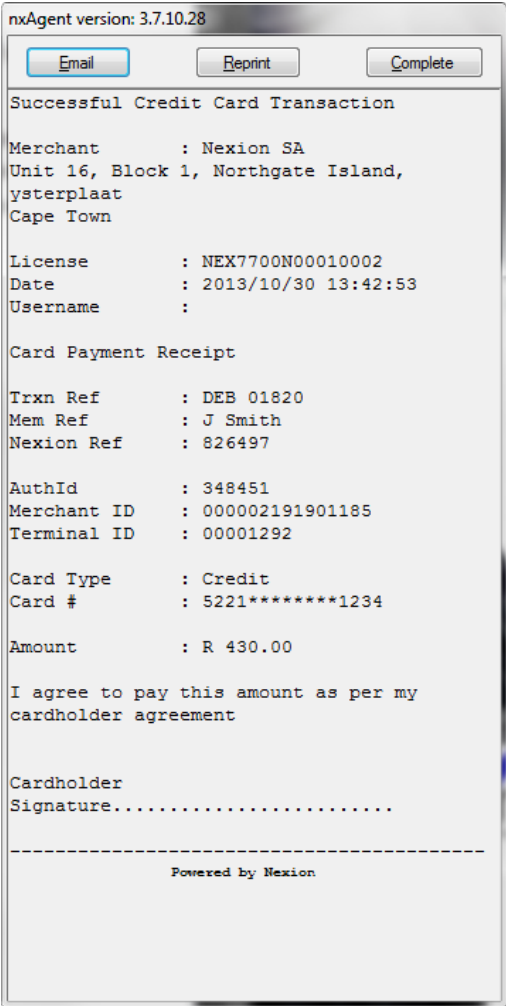 nxAgent version: 3.7.10.28
Email Reprint Complete
Successful Credit Card Transaction
Merchant : Nexion SA
Unit 16, Block 1, Northgate Island,
ysterplaat
Cape Town
License : NEX7700N00010002
Date : 2013/10/30 13:42:53
Username :
Card Payment Receipt
Trxn Ref : DEB 01820
Mem Ref : J Smith
Nexion Ref : 826497
AuthId : 348451
Merchant ID : 000002191901185
Terminal ID : 00001292
Card Type : Credit
Card # : 5221********1234
Amount : R 430.00
I agree to pay this amount as per my
cardholder agreement
Cardholder
Signature.........................
------------------------------------------
Powered by Nexion